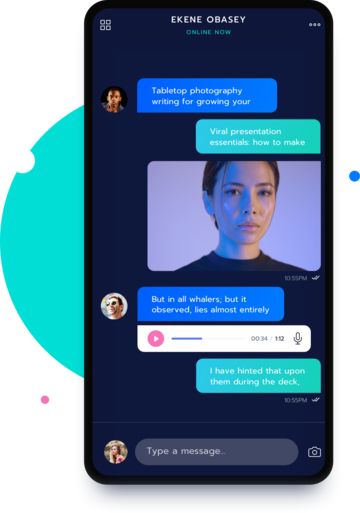 EKENE OBASEY
ONLINE NOW
Tabletop photography
writing for growing your
Viral presentation
essentials: how to make
10:55PM
But in all whalers; but it
observed, lies almost entirely
00:34 / 1:12
I have hinted that upon
them during the deck,
10:55PM
Type a message...